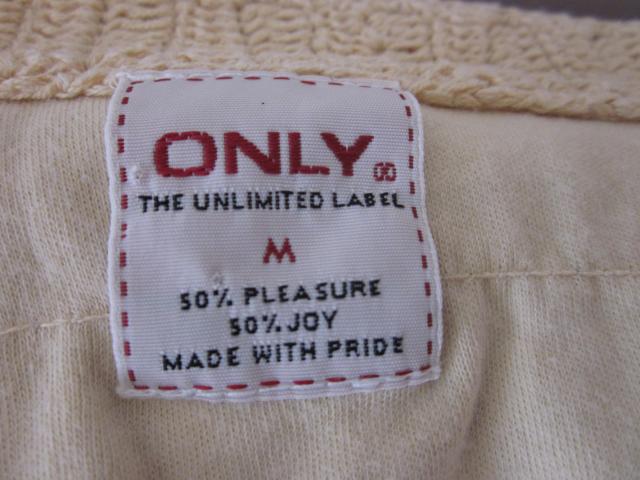 ONLY ∞
THE UNLIMITED LABEL
M
50% PLEASURE
50% JOY
MADE WITH PRIDE